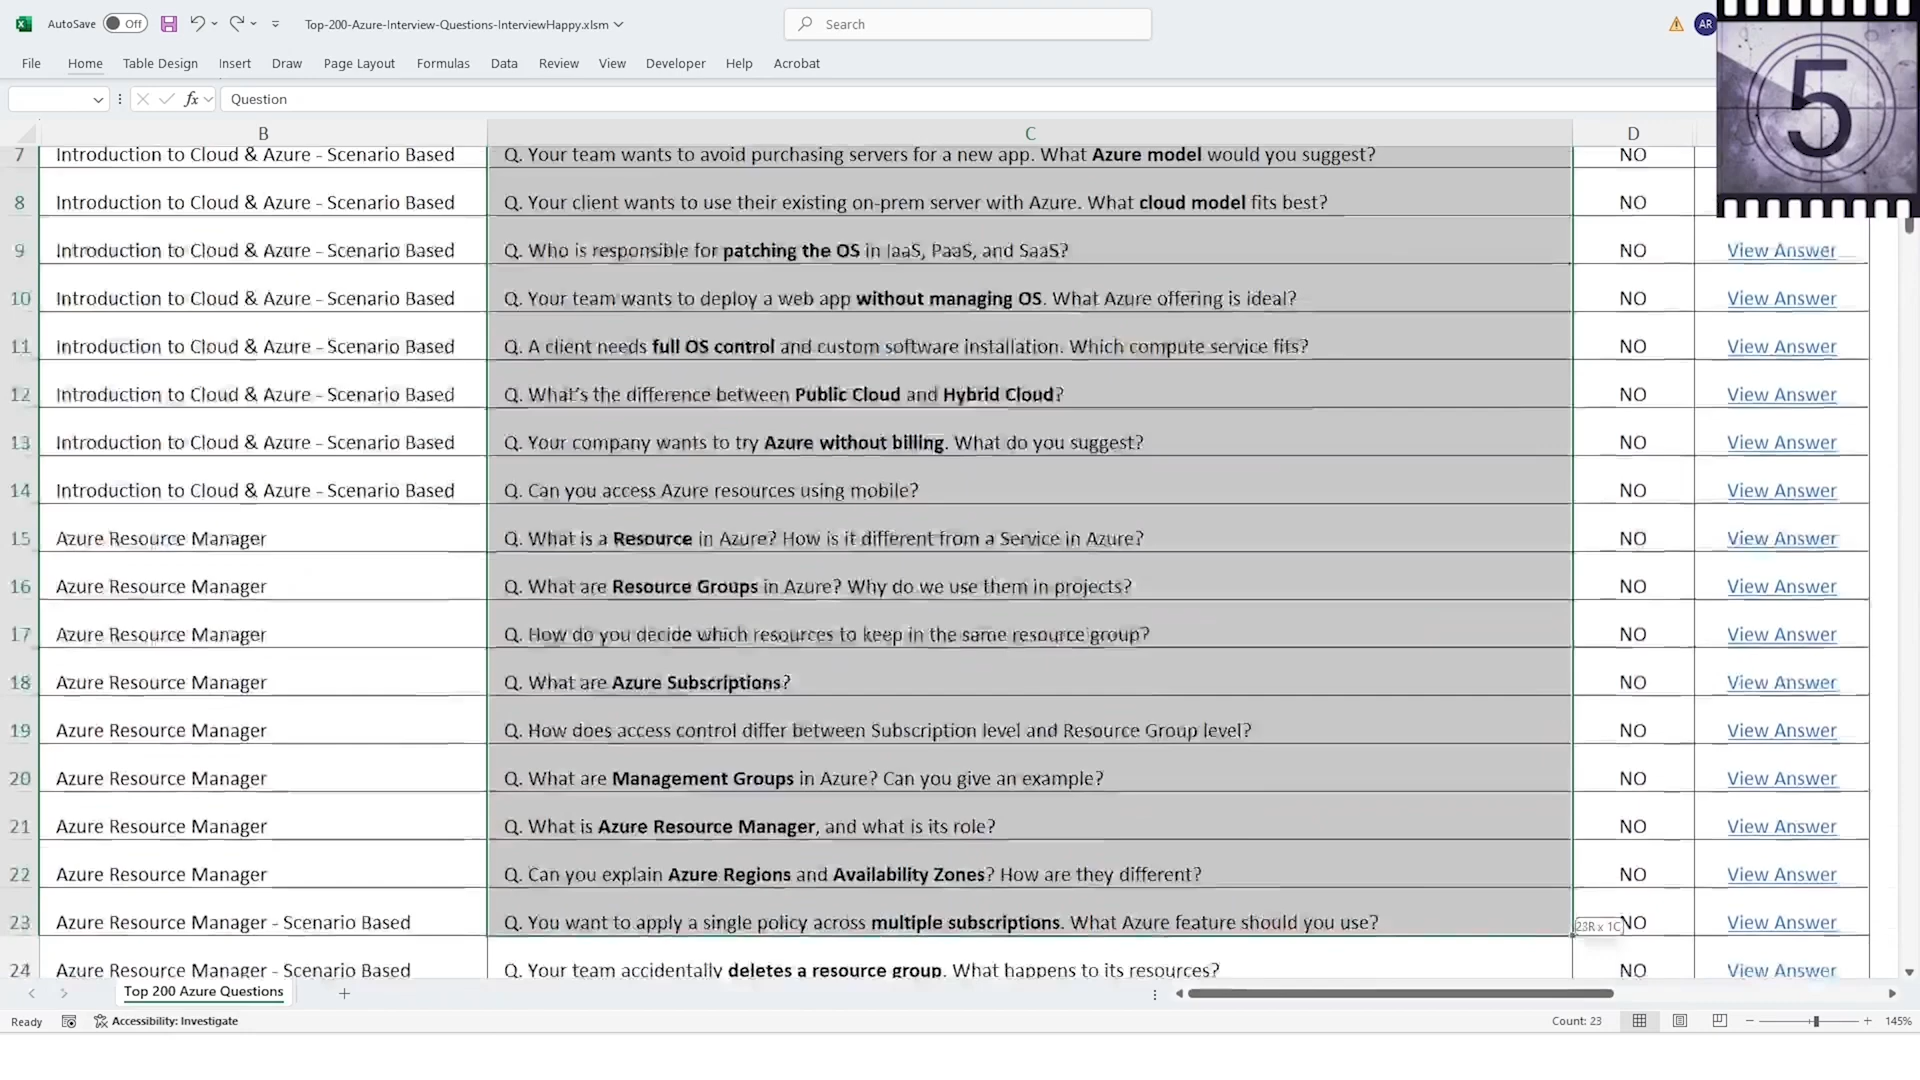 AutoSave Off Top-200-Azure-Interview-Questions-InterviewHappy.xlsm Search AR
File Home Table Design Insert Draw Page Layout Formulas Data Review View Developer Help Acrobat
fx Question
5
B C D
7 Introduction to Cloud & Azure - Scenario Based Q. Your team wants to avoid purchasing servers for a new app. What Azure model would you suggest? NO
8 Introduction to Cloud & Azure - Scenario Based Q. Your client wants to use their existing on-prem server with Azure. What cloud model fits best? NO
9 Introduction to Cloud & Azure - Scenario Based Q. Who is responsible for patching the OS in IaaS, PaaS, and SaaS? NO View Answer
10 Introduction to Cloud & Azure - Scenario Based Q. Your team wants to deploy a web app without managing OS. What Azure offering is ideal? NO View Answer
11 Introduction to Cloud & Azure - Scenario Based Q. A client needs full OS control and custom software installation. Which compute service fits? NO View Answer
12 Introduction to Cloud & Azure - Scenario Based Q. What's the difference between Public Cloud and Hybrid Cloud? NO View Answer
13 Introduction to Cloud & Azure - Scenario Based Q. Your company wants to try Azure without billing. What do you suggest? NO View Answer
14 Introduction to Cloud & Azure - Scenario Based Q. Can you access Azure resources using mobile? NO View Answer
15 Azure Resource Manager Q. What is a Resource in Azure? How is it different from a Service in Azure? NO View Answer
16 Azure Resource Manager Q. What are Resource Groups in Azure? Why do we use them in projects? NO View Answer
17 Azure Resource Manager Q. How do you decide which resources to keep in the same resource group? NO View Answer
18 Azure Resource Manager Q. What are Azure Subscriptions? NO View Answer
19 Azure Resource Manager Q. How does access control differ between Subscription level and Resource Group level? NO View Answer
20 Azure Resource Manager Q. What are Management Groups in Azure? Can you give an example? NO View Answer
21 Azure Resource Manager Q. What is Azure Resource Manager, and what is its role? NO View Answer
22 Azure Resource Manager Q. Can you explain Azure Regions and Availability Zones? How are they different? NO View Answer
23 Azure Resource Manager - Scenario Based Q. You want to apply a single policy across multiple subscriptions. What Azure feature should you use? 23R x 1C NO View Answer
24 Azure Resource Manager - Scenario Based Q. Your team accidentally deletes a resource group. What happens to its resources? NO View Answer
Top 200 Azure Questions
Ready Accessibility: Investigate Count: 23 145%